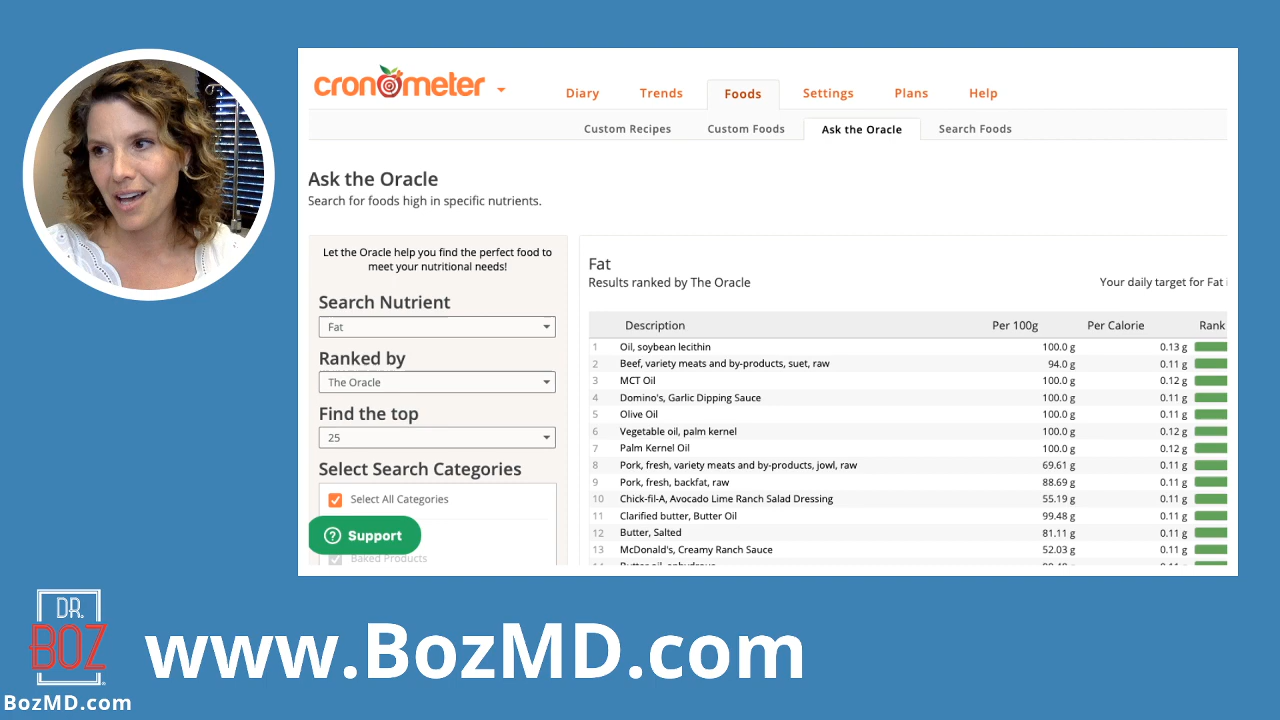 cronometer
Diary Trends Foods Settings Plans Help
Custom Recipes Custom Foods Ask the Oracle Search Foods
Ask the Oracle
Search for foods high in specific nutrients.
Let the Oracle help you find the perfect food to
meet your nutritional needs!
Search Nutrient
Fat
Ranked by
The Oracle
Find the top
25
Select Search Categories
Select All Categories
Support
Baked Products
Fat
Results ranked by The Oracle
Your daily target for Fat
Description Per 100g Per Calorie Rank
1 Oil, soybean lecithin 100.0 g 0.13 g
2 Beef, variety meats and by-products, suet, raw 94.0 g 0.11 g
3 MCT Oil 100.0 g 0.12 g
4 Domino's, Garlic Dipping Sauce 100.0 g 0.11 g
5 Olive Oil 100.0 g 0.11 g
6 Vegetable oil, palm kernel 100.0 g 0.12 g
7 Palm Kernel Oil 100.0 g 0.12 g
8 Pork, fresh, variety meats and by-products, jowl, raw 69.61 g 0.11 g
9 Pork, fresh, backfat, raw 88.69 g 0.11 g
10 Chick-fil-A, Avocado Lime Ranch Salad Dressing 55.19 g 0.11 g
11 Clarified butter, Butter Oil 99.48 g 0.11 g
12 Butter, Salted 81.11 g 0.11 g
13 McDonald's, Creamy Ranch Sauce 52.03 g 0.11 g
DR.
BOZ
BozMD.com
www.BozMD.com